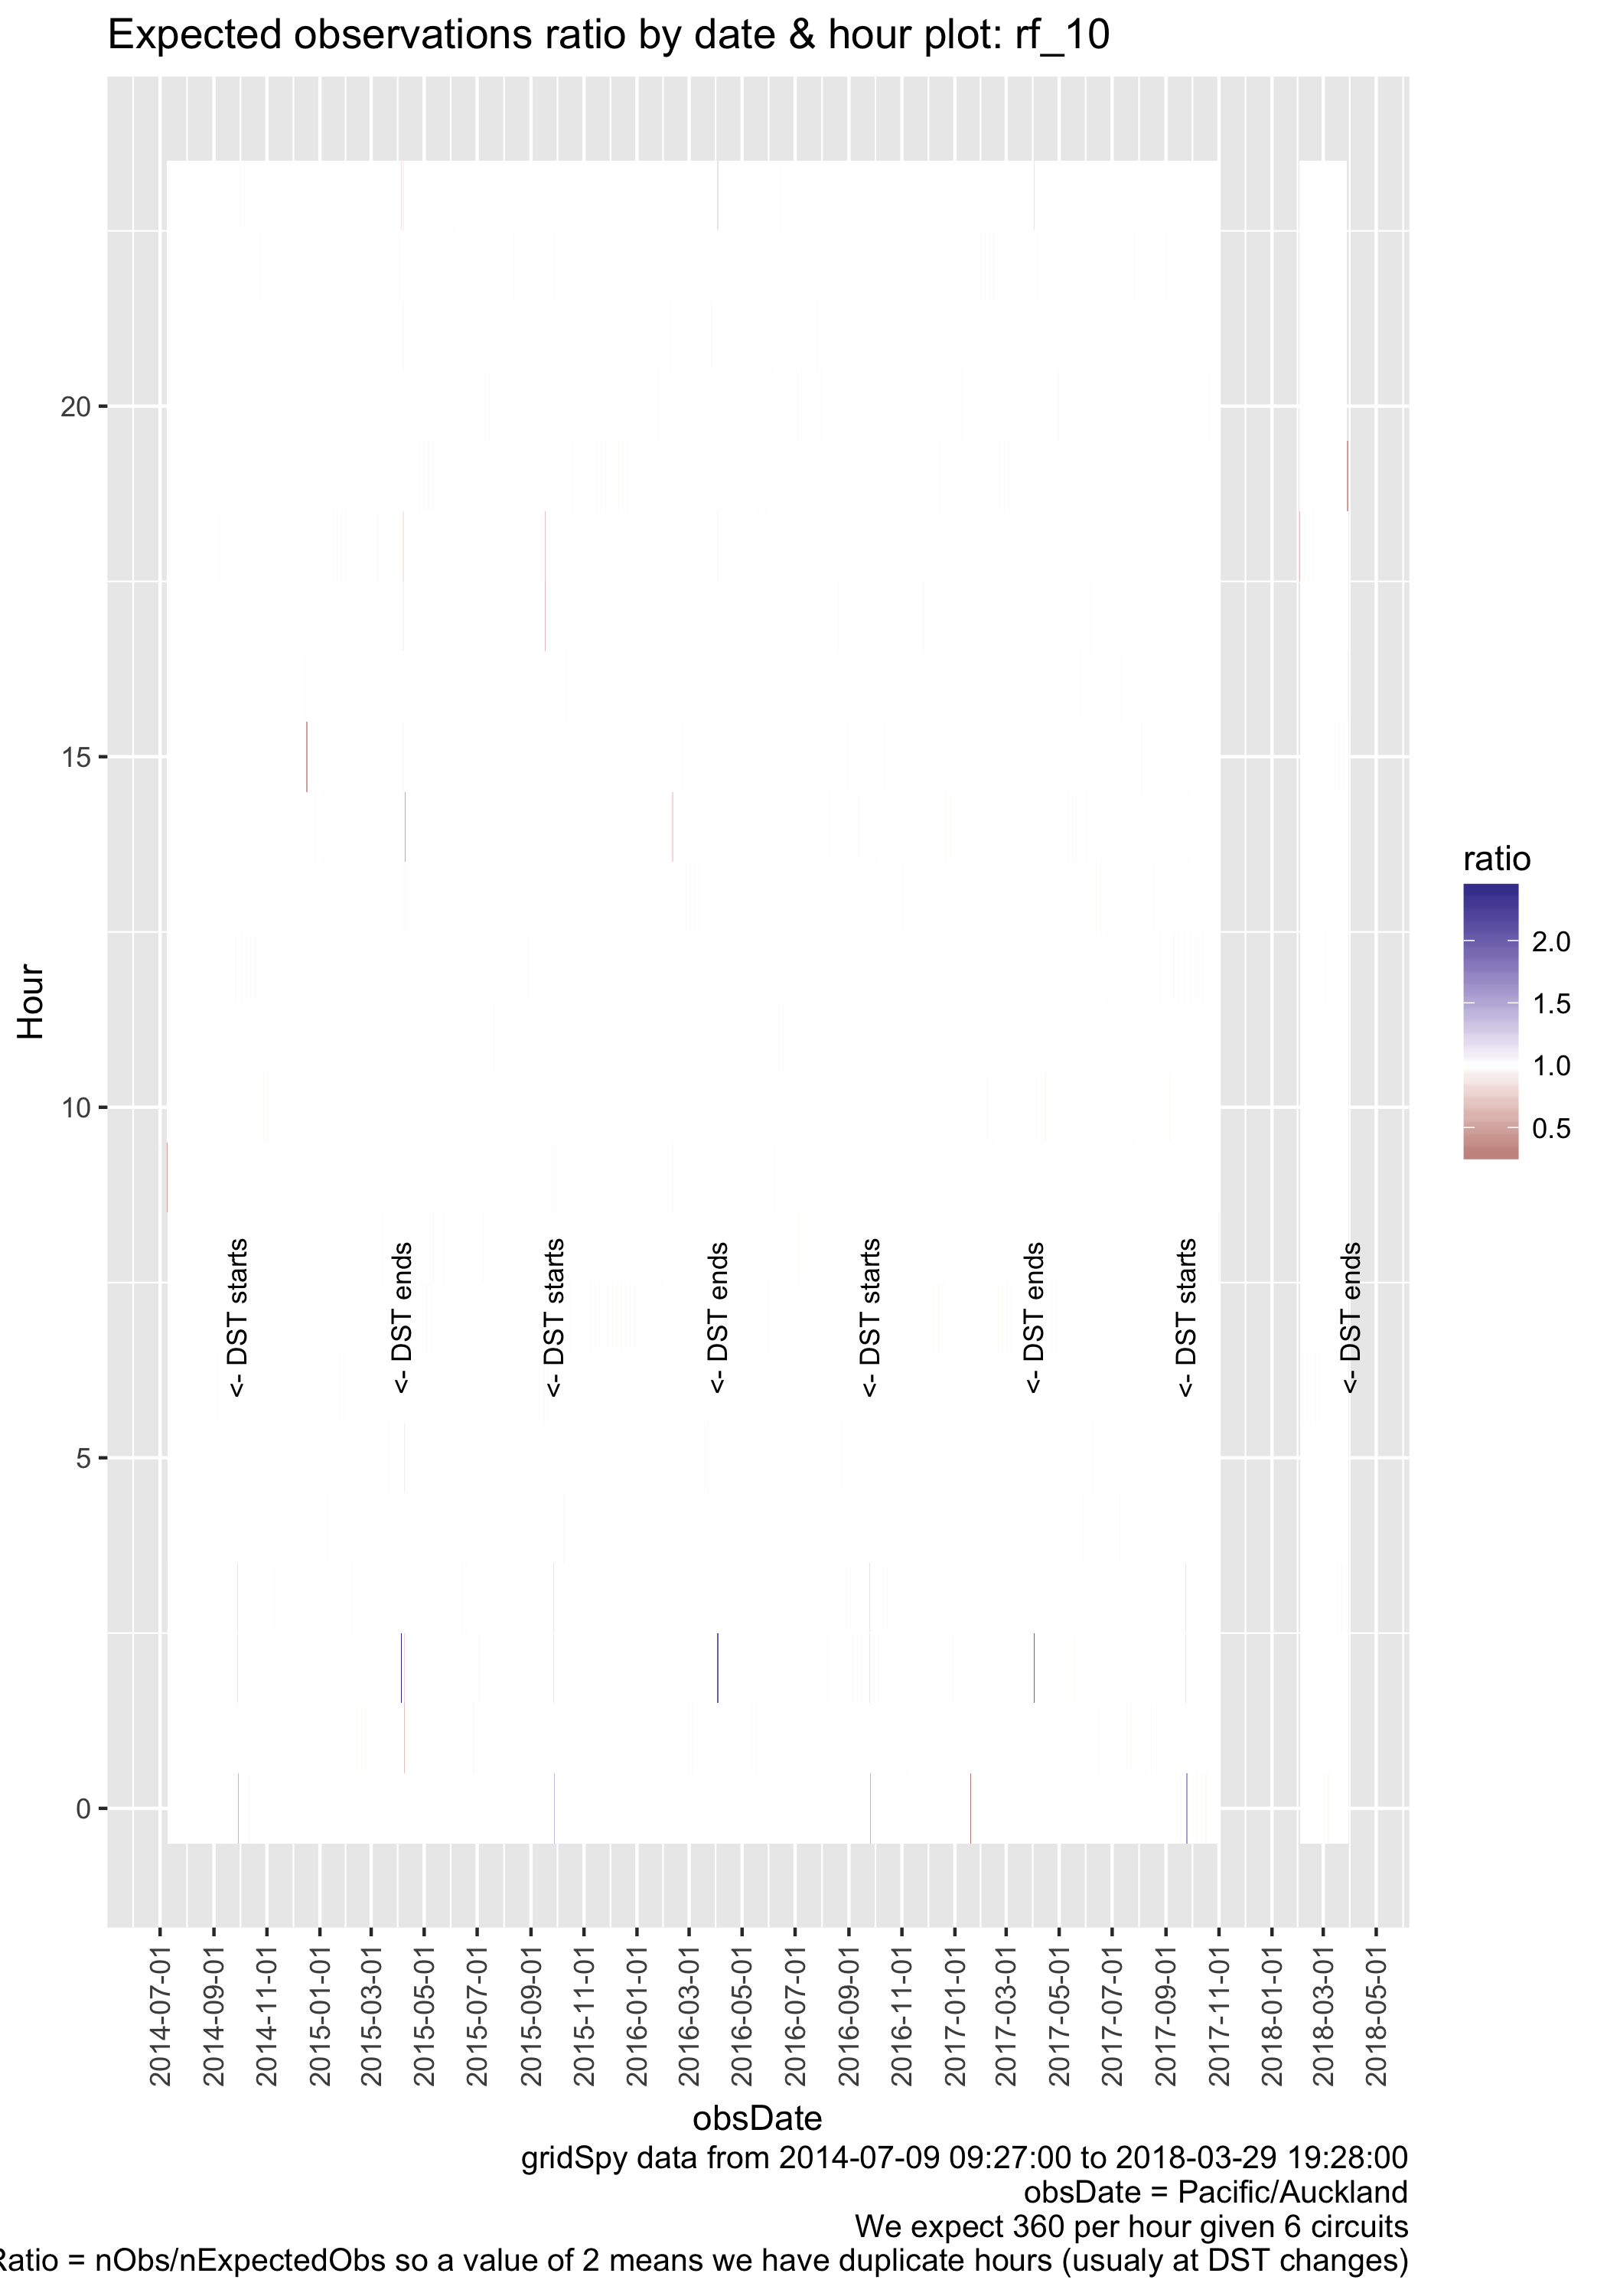 Expected observations ratio by date & hour plot: rf_10
20
15
10
5
0
Hour
<- DST starts
<- DST ends
<- DST starts
<- DST ends
<- DST starts
<- DST ends
<- DST starts
<- DST ends
ratio
2.0
1.5
1.0
0.5
2014-07-01
2014-09-01
2014-11-01
2015-01-01
2015-03-01
2015-05-01
2015-07-01
2015-09-01
2015-11-01
2016-01-01
2016-03-01
2016-05-01
2016-07-01
2016-09-01
2016-11-01
2017-01-01
2017-03-01
2017-05-01
2017-07-01
2017-09-01
2017-11-01
2018-01-01
2018-03-01
2018-05-01
obsDate
gridSpy data from 2014-07-09 09:27:00 to 2018-03-29 19:28:00
obsDate = Pacific/Auckland
We expect 360 per hour given 6 circuits
Ratio = nObs/nExpectedObs so a value of 2 means we have duplicate hours (usualy at DST changes)